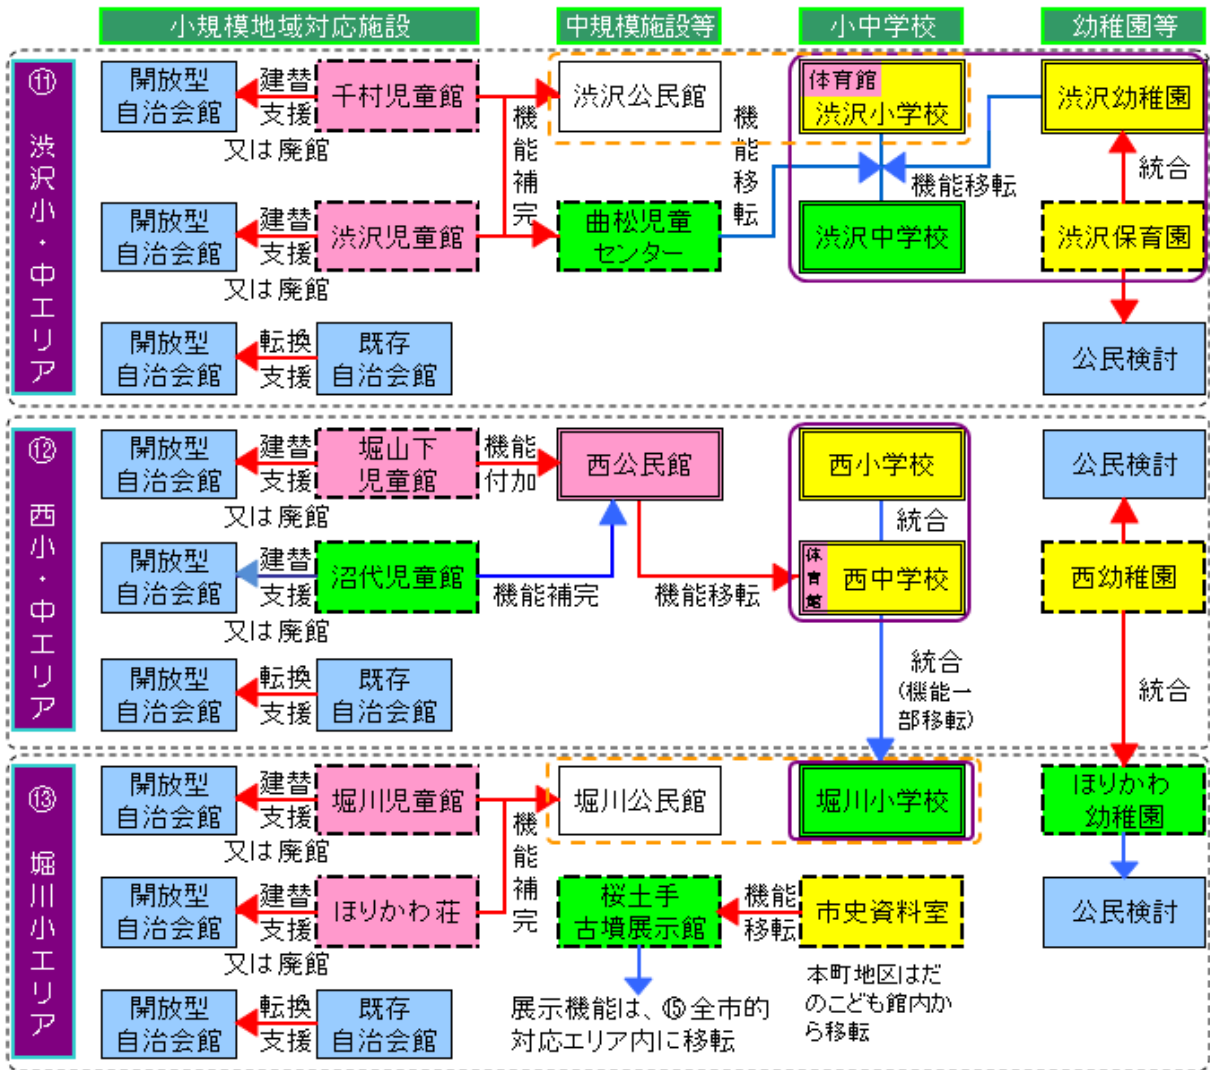 小規模地域対応施設
中規模施設等
小中学校
幼稚園等
⑪ 渋沢小・中エリア
開放型
自治会館
建替
支援
又は廃館
千村児童館
機能補完
渋沢公民館
機能移転
体育館
渋沢小学校
渋沢幼稚園
機能移転
統合
開放型
自治会館
建替
支援
又は廃館
渋沢児童館
曲松児童
センター
渋沢中学校
渋沢保育園
開放型
自治会館
転換
支援
既存
自治会館
公民検討
⑫ 西小・中エリア
開放型
自治会館
建替
支援
又は廃館
堀山下
児童館
機能
付加
西公民館
西小学校
統合
公民検討
開放型
自治会館
建替
支援
又は廃館
沼代児童館
機能補完
機能移転
体育館
西中学校
西幼稚園
開放型
自治会館
転換
支援
既存
自治会館
統合
(機能一
部移転)
統合
⑬ 堀川小エリア
開放型
自治会館
建替
支援
又は廃館
堀川児童館
機能補完
堀川公民館
堀川小学校
ほりかわ
幼稚園
開放型
自治会館
建替
支援
又は廃館
ほりかわ荘
桜土手
古墳展示館
機能
移転
市史資料室
公民検討
開放型
自治会館
転換
支援
既存
自治会館
展示機能は、⑮全市的
対応エリア内に移転
本町地区はだ
のこども館内か
ら移転